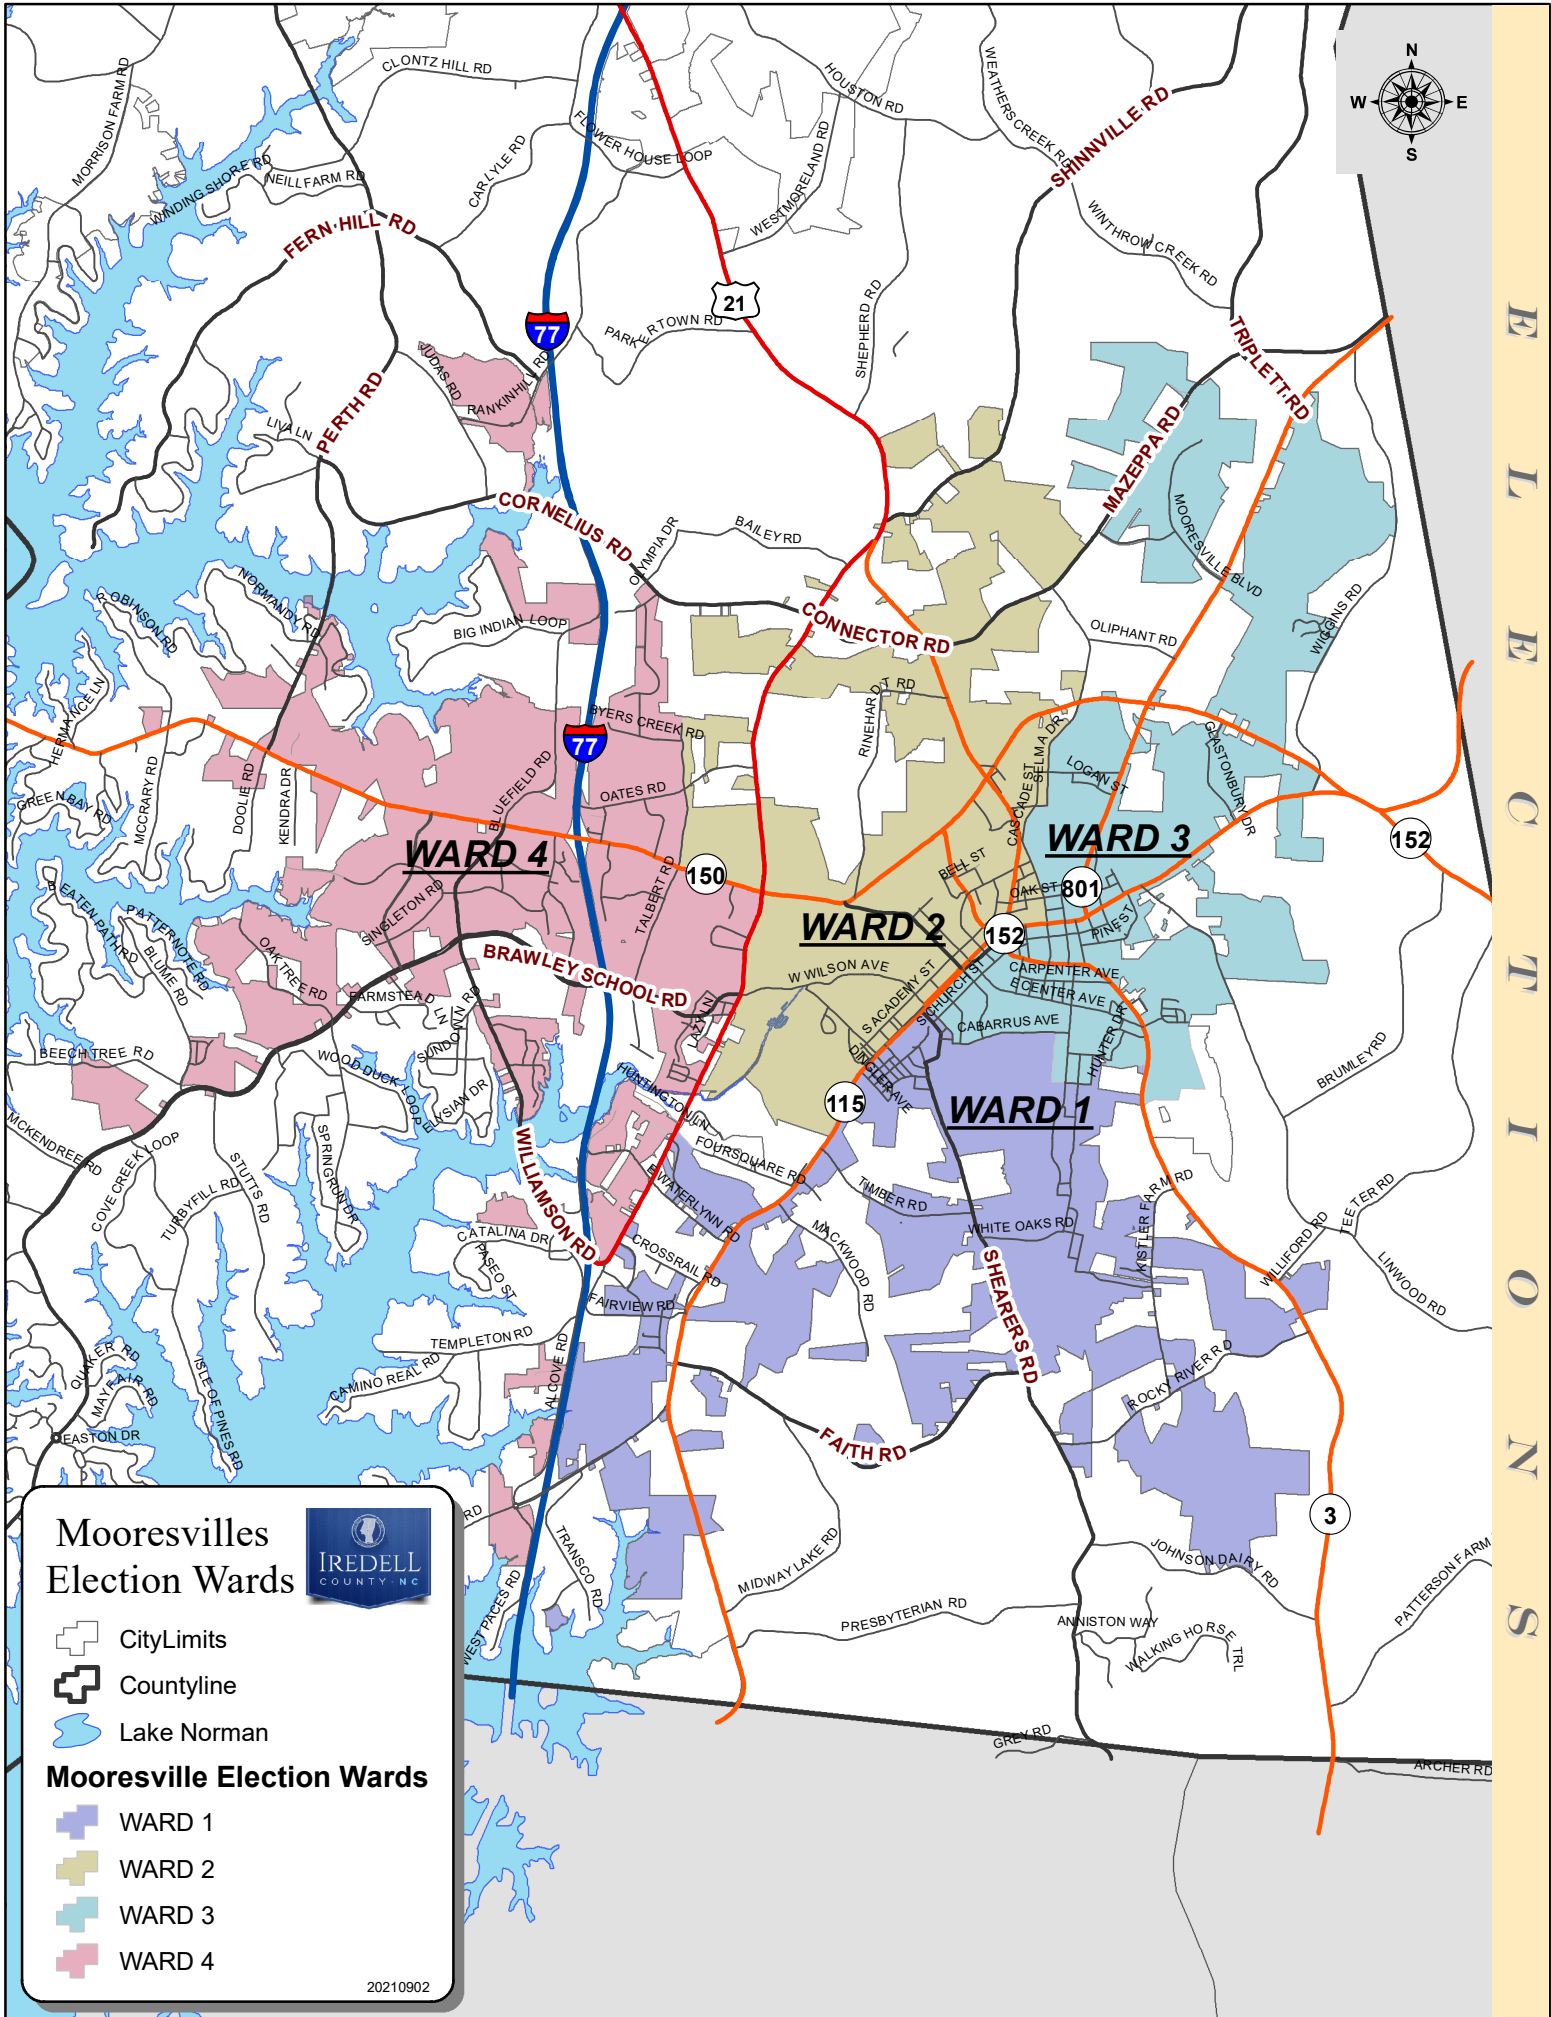 MORRISON FARM RD
CLONTZ HILL RD
WINDING SHORE RD
NEILL FARM RD
CARLYLE RD
FLOWER HOUSE LOOP
HOUSTON RD
WESTMORELAND RD
WEATHERS CREEK RD
SHINNVILLE RD
WINTHROW CREEK RD
N
W
E
S
FERN HILL RD
21
77
PARKERTOWN RD
SHEPHERD RD
TRIPLETT RD
PERTH RD
JUDAS RD
RANKINHILL RD
LIVA LN
MAZEPPA RD
CORNELIUS RD
OLYMPIA DR
BAILEY RD
MOORESVILLE BLVD
ROBINSON RD
NORMANDY RD
BIG INDIAN LOOP
CONNECTOR RD
OLIPHANT RD
WIGGINS RD
HERMANCE LN
BYERS CREEK RD
77
RINEHARDT RD
SELMA DR
CASCADE ST
LOGAN ST
GLASTONBURY DR
GREEN BAY RD
MCCRARY RD
DOOLIE RD
KENDRA DR
BLUEFIELD RD
OATES RD
WARD 4
150
TALBERT RD
BELL ST
OAK ST
WARD 3
801
152
BEATEN PATH RD
PATTERNOTE RD
BLUME RD
OAK TREE RD
SINGLETON RD
BRAWLEY SCHOOL RD
WARD 2
152
PINE ST
FARMSTEAD LN
SUNDOWN RD
LAZY LN
W WILSON AVE
S ACADEMY ST
S CHURCH ST
CARPENTER AVE
E CENTER AVE
CABARRUS AVE
HUNTER DR
BEECH TREE RD
WOOD DUCK LOOP
ELYSIAN DR
HUNTINGTON LN
DINGLER AVE
115
WARD 1
BRUMLEY RD
MCKENDREE RD
COVE CREEK LOOP
TURBYFILL RD
STUTTS RD
SPRINGRUN DR
WILLIAMSON RD
FOURSQUARE RD
E WATERLYNN RD
TIMBER RD
WHITE OAKS RD
KISTLER FARM RD
TEETER RD
WILLIFORD RD
LINWOOD RD
CATALINA DR
PASEO ST
CROSSRAIL RD
MACKWOOD RD
SHEARERS RD
FAIRVIEW RD
TEMPLETON RD
CAMINO REAL RD
ALCOVE RD
QUAKER RD
MAYFAIR RD
EASTON DR
ISLE OF PINES RD
ROCKY RIVER RD
FAITH RD
3
RD
TRANSCO RD
WEST PACES RD
MIDWAY LAKE RD
PRESBYTERIAN RD
JOHNSON DAIRY RD
ANNISTON WAY
WALKING HORSE TRL
PATTERSON FARM
GREY RD
ARCHER RD
ELECTIONS
Mooresvilles
Election Wards
IREDELL
COUNTY NC
CityLimits
Countyline
Lake Norman
Mooresville Election Wards
WARD 1
WARD 2
WARD 3
WARD 4
20210902